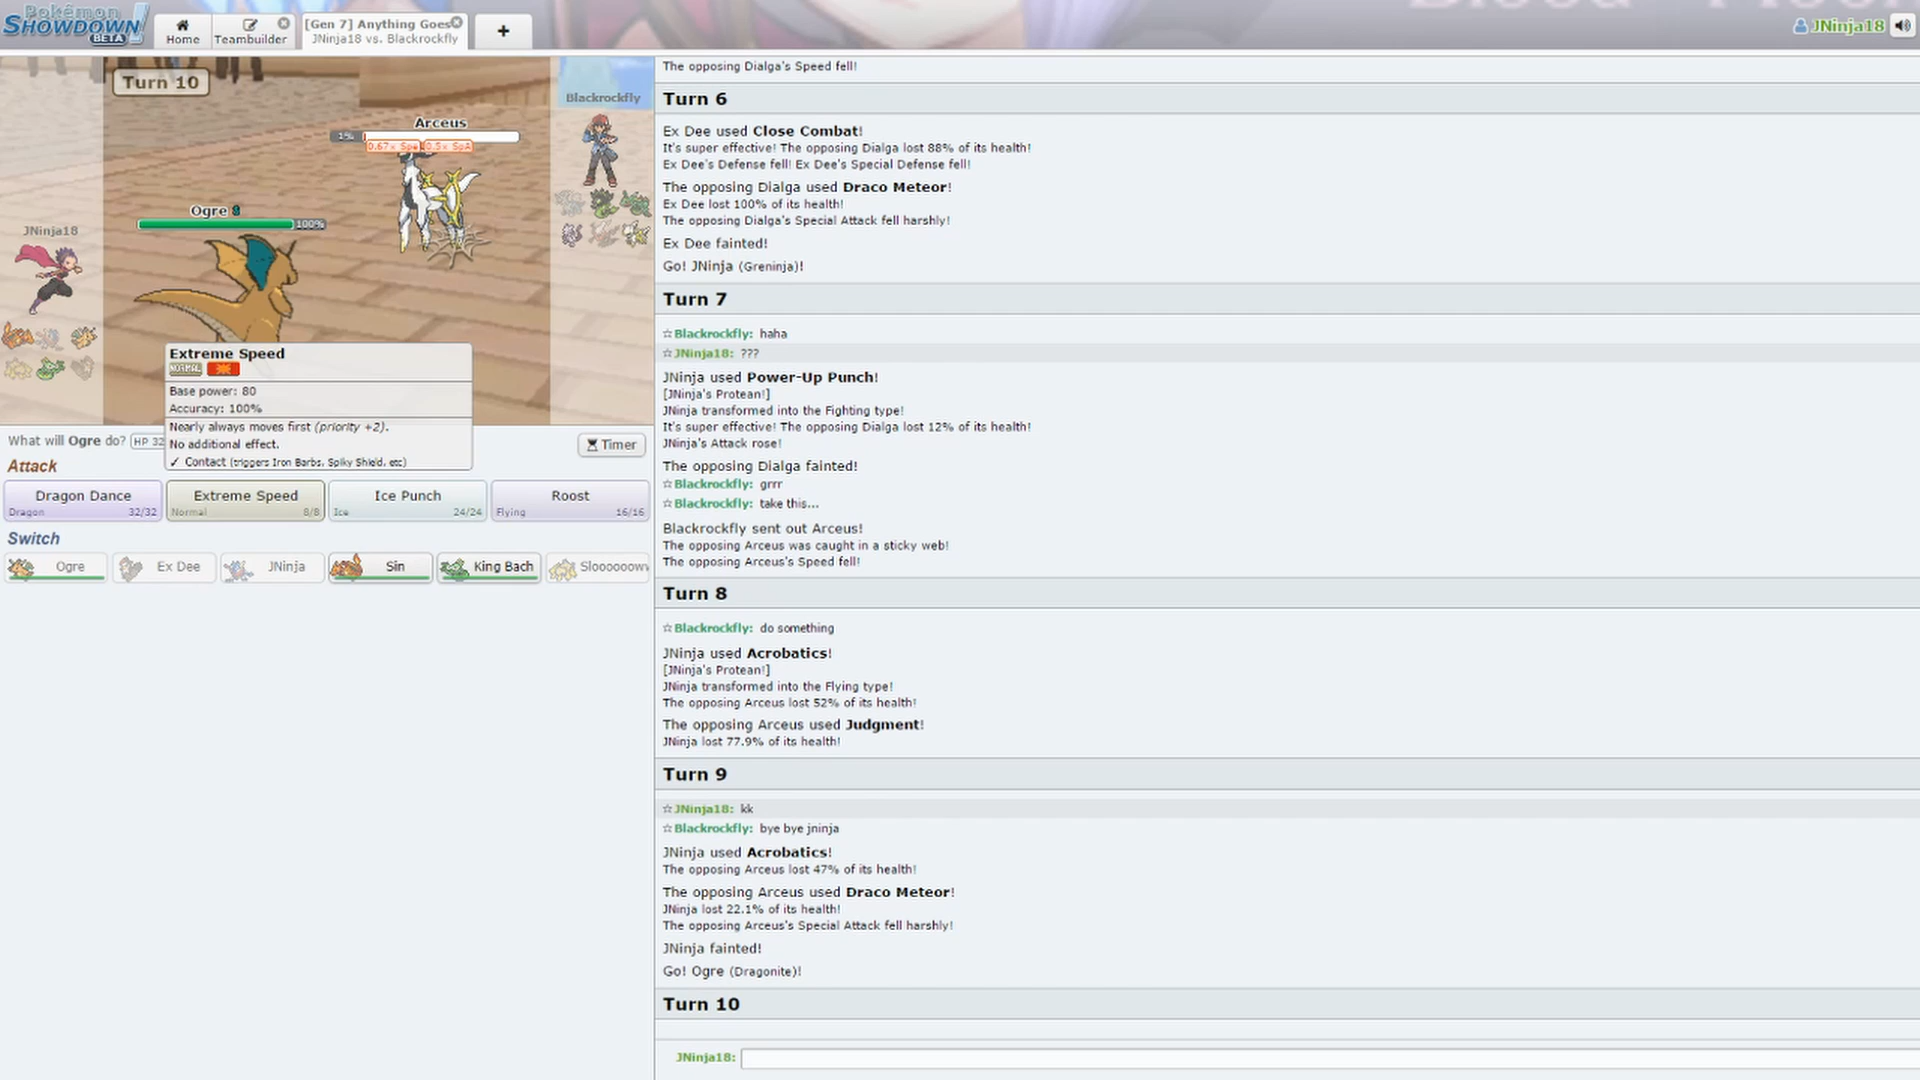 Pokémon
SHOWDOWN!
BETA
Home
Teambuilder
[Gen 7] Anything Goes
JNinja18 vs. Blackrockfly
+
JNinja18
Turn 10
Blackrockfly
Arceus
1%
0.67× Spe 0.5× SpA
Ogre
100%
JNinja18
Extreme Speed
NORMAL
Base power: 80
Accuracy: 100%
Nearly always moves first (priority +2).
No additional effect.
✓ Contact (triggers Iron Barbs, Spiky Shield, etc)
What will Ogre do? HP 32
Timer
Attack
Dragon Dance
Dragon 32/32
Extreme Speed
Normal 8/8
Ice Punch
Ice 24/24
Roost
Flying 16/16
Switch
Ogre
Ex Dee
JNinja
Sin
King Bach
Slooooooww
The opposing Dialga's Speed fell!
Turn 6
Ex Dee used Close Combat!
It's super effective! The opposing Dialga lost 88% of its health!
Ex Dee's Defense fell! Ex Dee's Special Defense fell!
The opposing Dialga used Draco Meteor!
Ex Dee lost 100% of its health!
The opposing Dialga's Special Attack fell harshly!
Ex Dee fainted!
Go! JNinja (Greninja)!
Turn 7
☆Blackrockfly: haha
☆JNinja18: ???
JNinja used Power-Up Punch!
[JNinja's Protean!]
JNinja transformed into the Fighting type!
It's super effective! The opposing Dialga lost 12% of its health!
JNinja's Attack rose!
The opposing Dialga fainted!
☆Blackrockfly: grrr
☆Blackrockfly: take this...
Blackrockfly sent out Arceus!
The opposing Arceus was caught in a sticky web!
The opposing Arceus's Speed fell!
Turn 8
☆Blackrockfly: do something
JNinja used Acrobatics!
[JNinja's Protean!]
JNinja transformed into the Flying type!
The opposing Arceus lost 52% of its health!
The opposing Arceus used Judgment!
JNinja lost 77.9% of its health!
Turn 9
☆JNinja18: kk
☆Blackrockfly: bye bye jninja
JNinja used Acrobatics!
The opposing Arceus lost 47% of its health!
The opposing Arceus used Draco Meteor!
JNinja lost 22.1% of its health!
The opposing Arceus's Special Attack fell harshly!
JNinja fainted!
Go! Ogre (Dragonite)!
Turn 10
JNinja18: